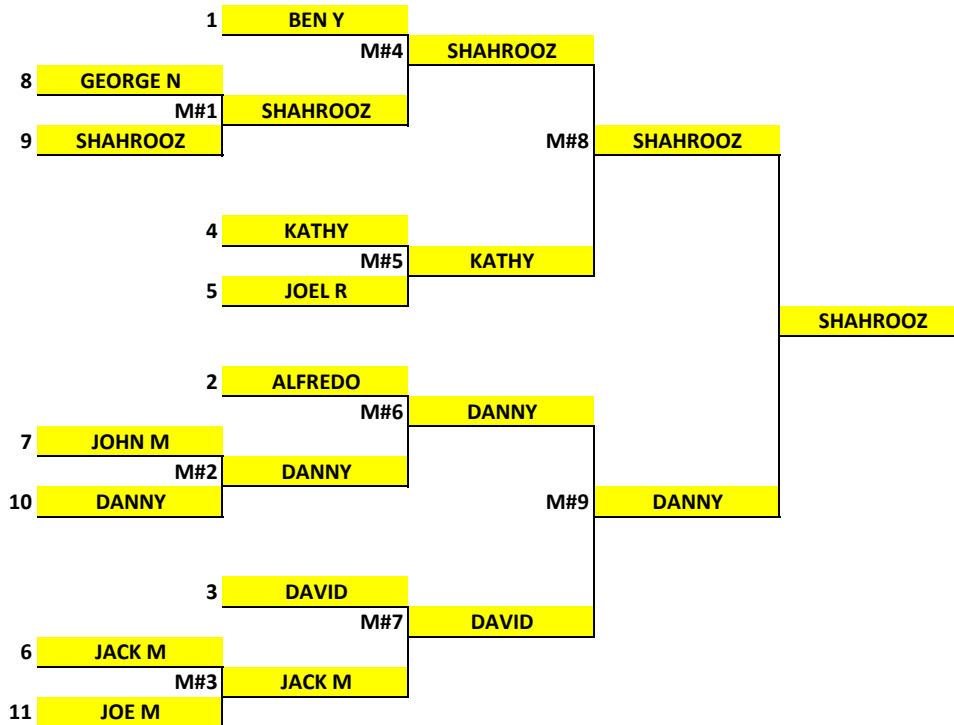 1 BEN Y
M#4 SHAHROOZ
8 GEORGE N
M#1 SHAHROOZ
9 SHAHROOZ
M#8 SHAHROOZ
4 KATHY
M#5 KATHY
5 JOEL R
SHAHROOZ
2 ALFREDO
M#6 DANNY
7 JOHN M
M#2 DANNY
10 DANNY
M#9 DANNY
3 DAVID
M#7 DAVID
6 JACK M
M#3 JACK M
11 JOE M